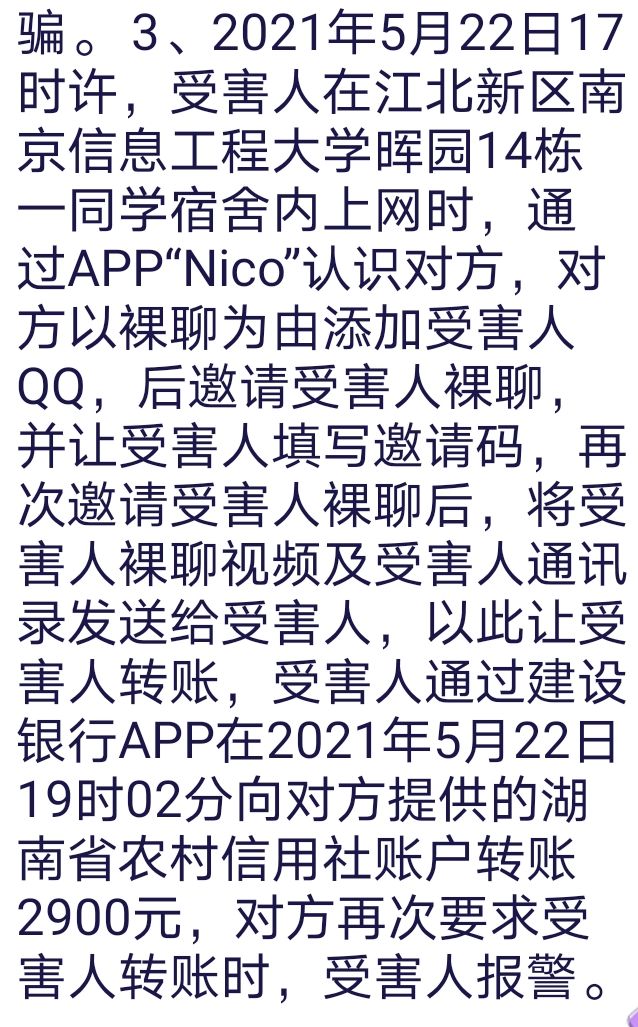 骗。3、2021年5月22日17
时许，受害人在江北新区南
京信息工程大学晖园14栋
一同学宿舍内上网时，通
过APP“Nico”认识对方，对
方以裸聊为由添加受害人
QQ，后邀请受害人裸聊，
并让受害人填写邀请码，再
次邀请受害人裸聊后，将受
害人裸聊视频及受害人通讯
录发送给受害人，以此让受
害人转账，受害人通过建设
银行APP在2021年5月22日
19时02分向对方提供的湖
南省农村信用社账户转账
2900元，对方再次要求受
害人转账时，受害人报警。